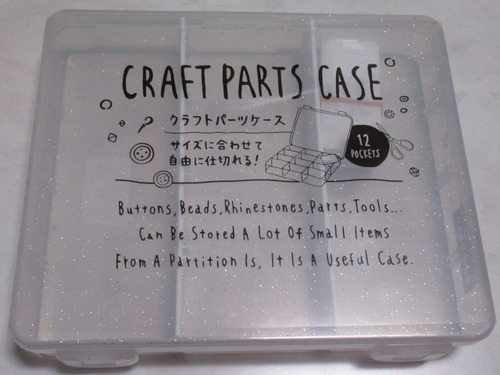 CRAFT PARTS CASE
クラフトパーツケース
サイズに合わせて
自由に仕切れる!
12
POCKETS
Buttons,Beads,Rhinestones,Parts,Tools...
Can Be Stored A Lot Of Small Items
From A Partition Is, It Is A Useful Case.